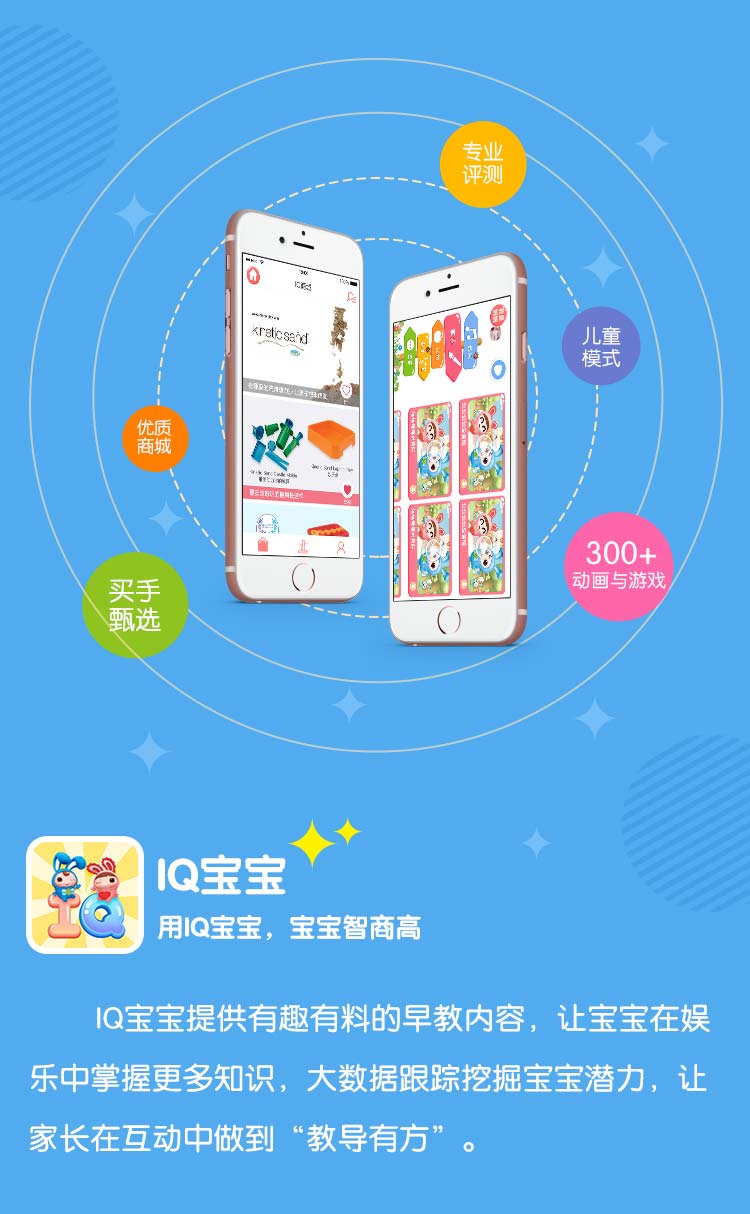 专业
评测
儿童
模式
优质
商城
300+
动画与游戏
买手
甄选
kinetic sand
IQ宝宝
用IQ宝宝，宝宝智商高
IQ宝宝提供有趣有料的早教内容，让宝宝在娱
乐中掌握更多知识，大数据跟踪挖掘宝宝潜力，让
家长在互动中做到“教导有方”。